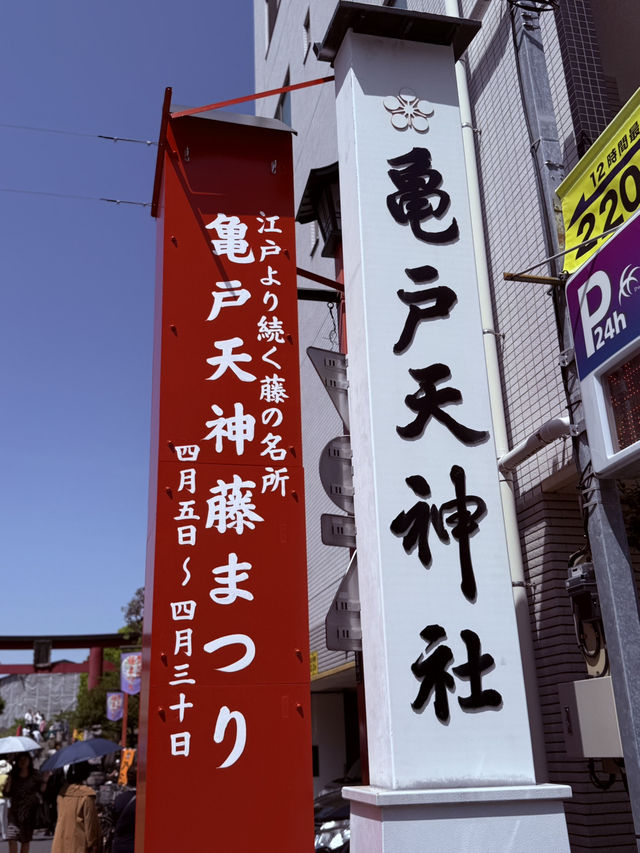 江戸より続く藤の名所
亀戸天神藤まつり
四月五日～四月三十日
亀戸天神社
12時間最
220
P
24h